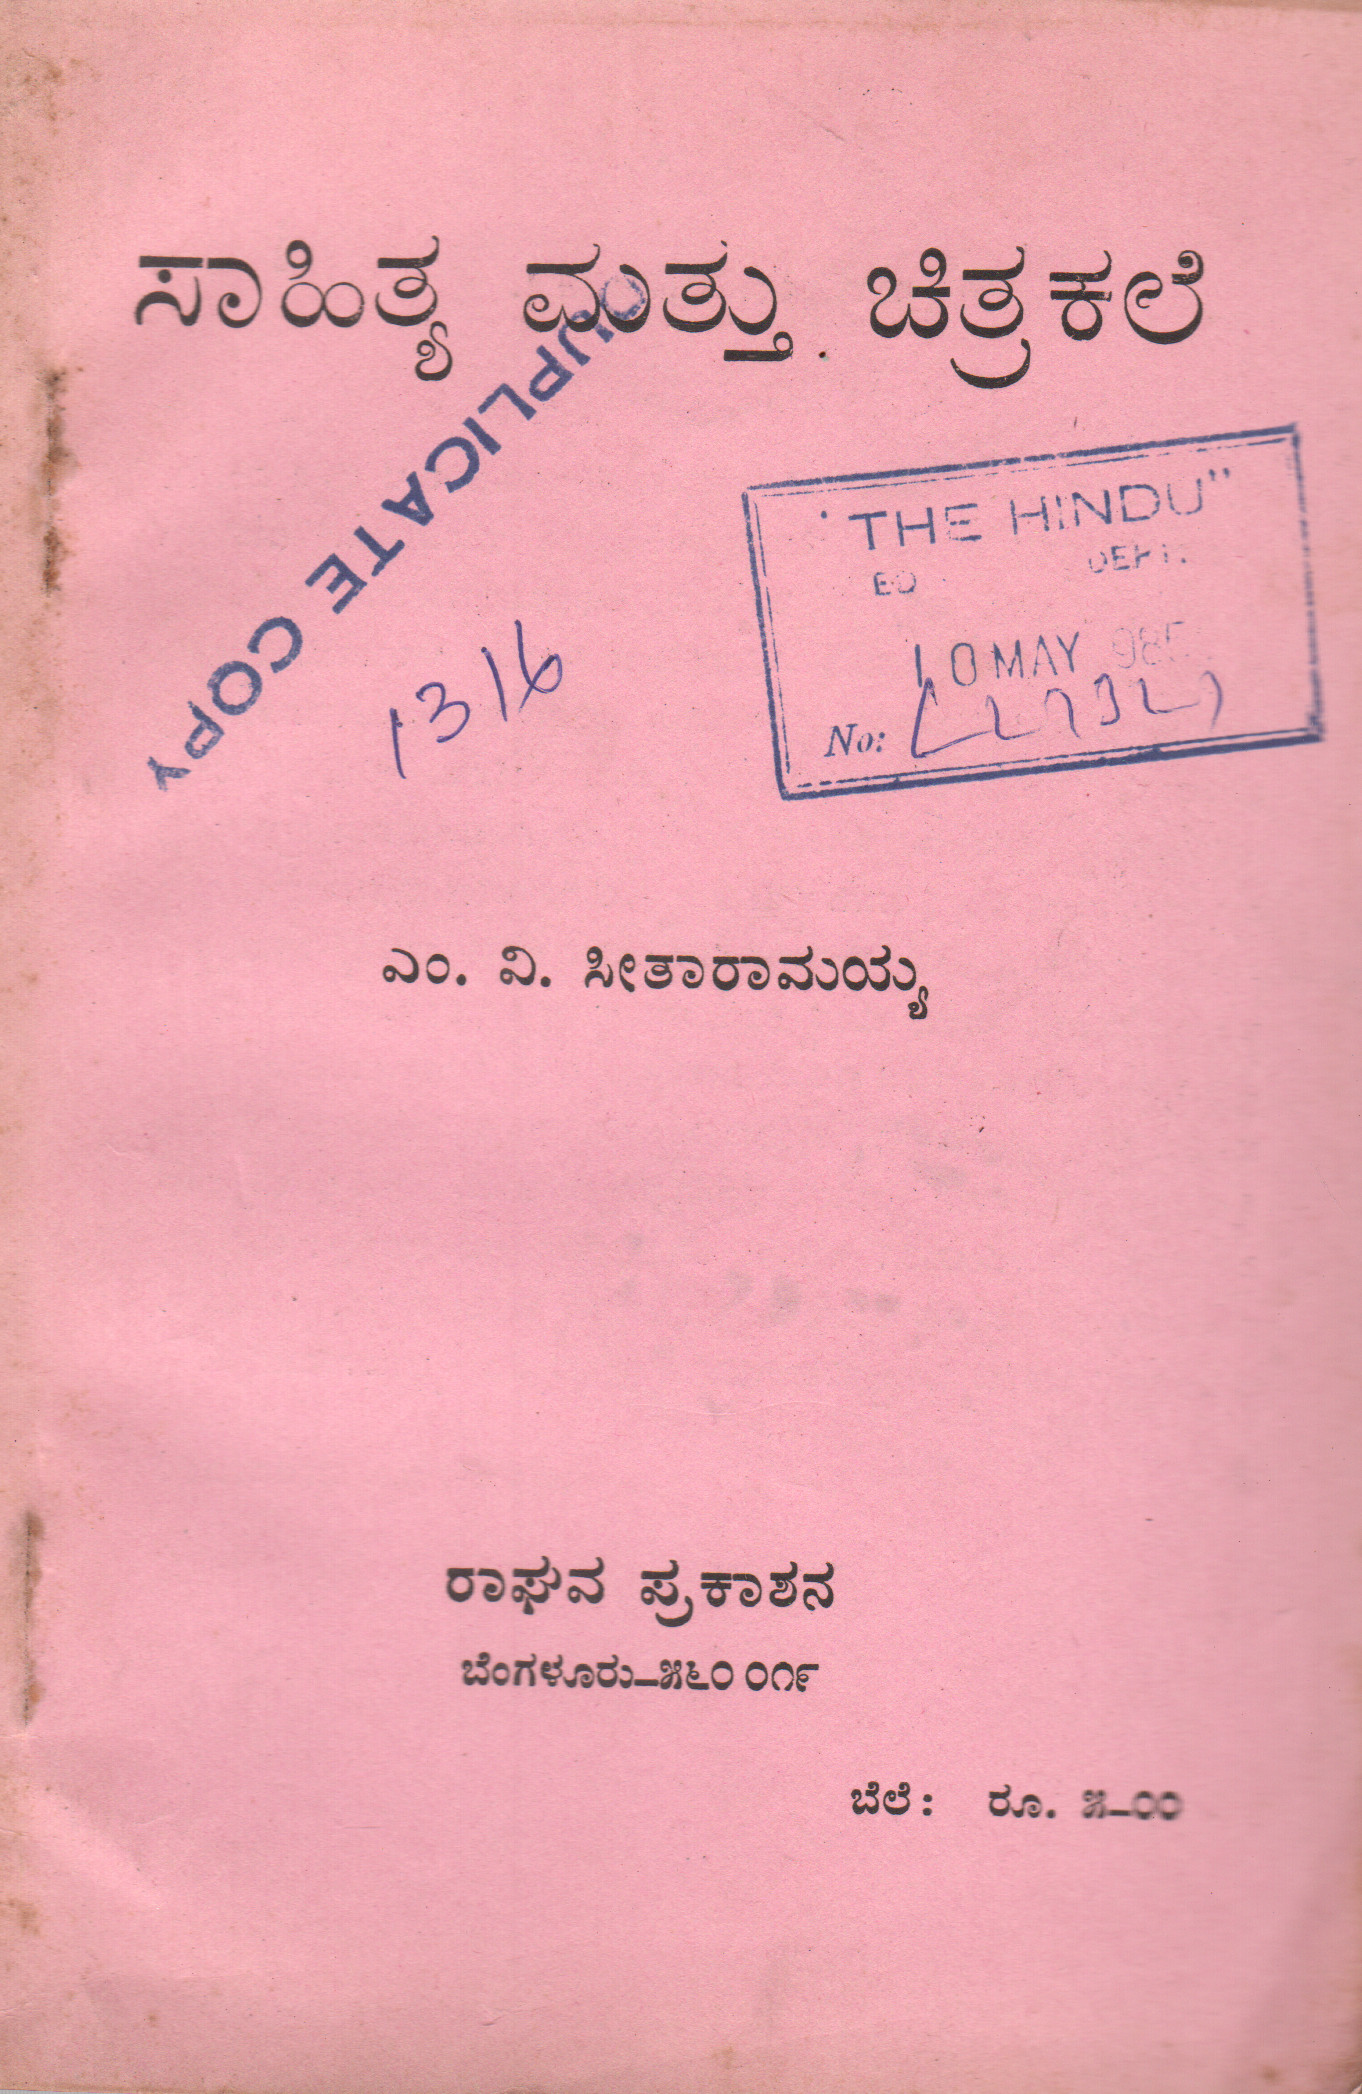 ಸಾಹಿತ್ಯ ಮತ್ತು ಚಿತ್ರಕಲೆ
DUPLICATE COPY
"THE HINDU"
DEPT.
10 MAY
No:
1316
ಎಂ. ವಿ. ಸೀತಾರಾಮಯ್ಯ
ರಾಘವ ಪ್ರಕಾಶನ
ಬೆಂಗಳೂರು–೫೬೦ ೦೧೯
ಬೆಲೆ : ರೂ. ೫–೦೦